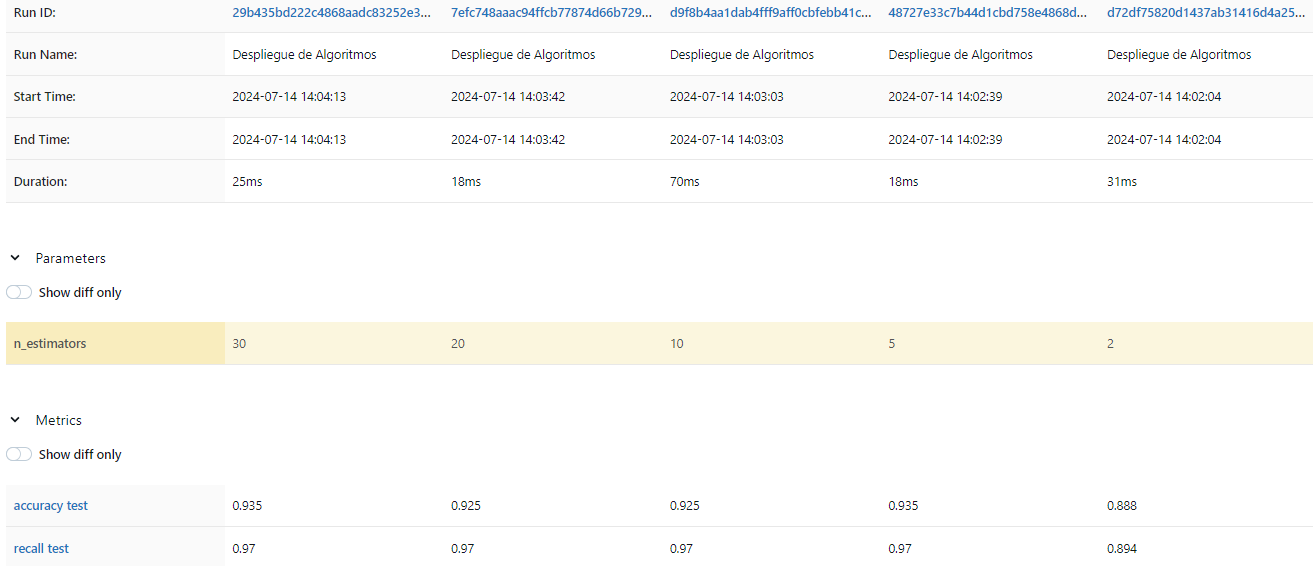 Run ID: 29b435bd222c4868aadc83252e3... 7efc748aaac94ffcb77874d66b729... d9f8b4aa1dab4fff9aff0cbfebb41c... 48727e33c7b44d1cbd758e4868d... d72df75820d1437ab31416d4a25...
Run Name: Despliegue de Algoritmos Despliegue de Algoritmos Despliegue de Algoritmos Despliegue de Algoritmos Despliegue de Algoritmos
Start Time: 2024-07-14 14:04:13 2024-07-14 14:03:42 2024-07-14 14:03:03 2024-07-14 14:02:39 2024-07-14 14:02:04
End Time: 2024-07-14 14:04:13 2024-07-14 14:03:42 2024-07-14 14:03:03 2024-07-14 14:02:39 2024-07-14 14:02:04
Duration: 25ms 18ms 70ms 18ms 31ms
Parameters
Show diff only
n_estimators 30 20 10 5 2
Metrics
Show diff only
accuracy test 0.935 0.925 0.925 0.935 0.888
recall test 0.97 0.97 0.97 0.97 0.894